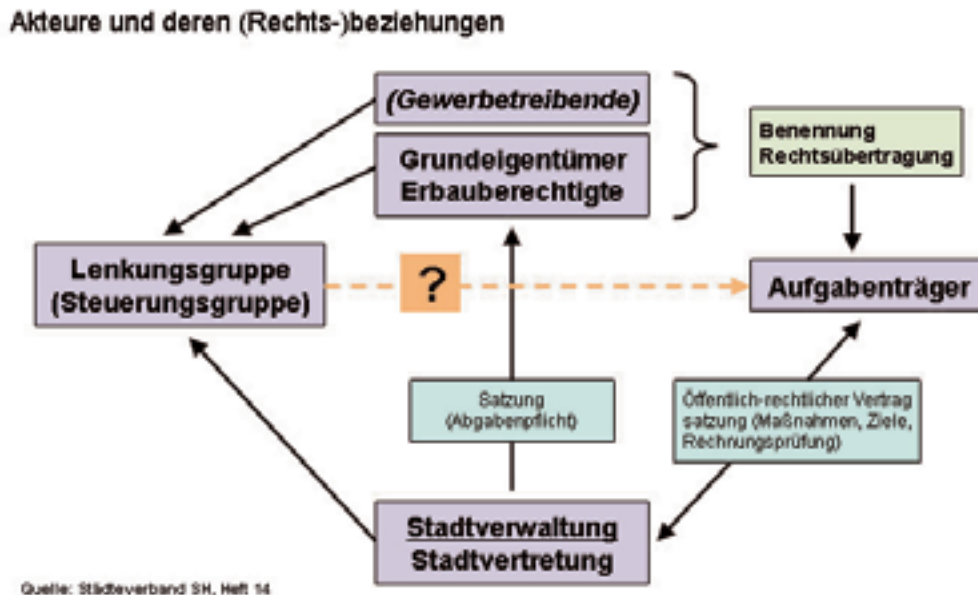 Akteure und deren (Rechts-)beziehungen
(Gewerbetreibende)
Grundeigentümer
Erbauberechtigte
Benennung
Rechtsübertragung
Lenkungsgruppe
(Steuerungsgruppe)
?
Aufgabenträger
Satzung
(Abgabenpflicht)
Öffentlich-rechtlicher Vertrag
satzung (Maßnahmen, Ziele,
Rechnungsprüfung)
Stadtverwaltung
Stadtvertretung
Quelle: Städteverband SH, Heft 14